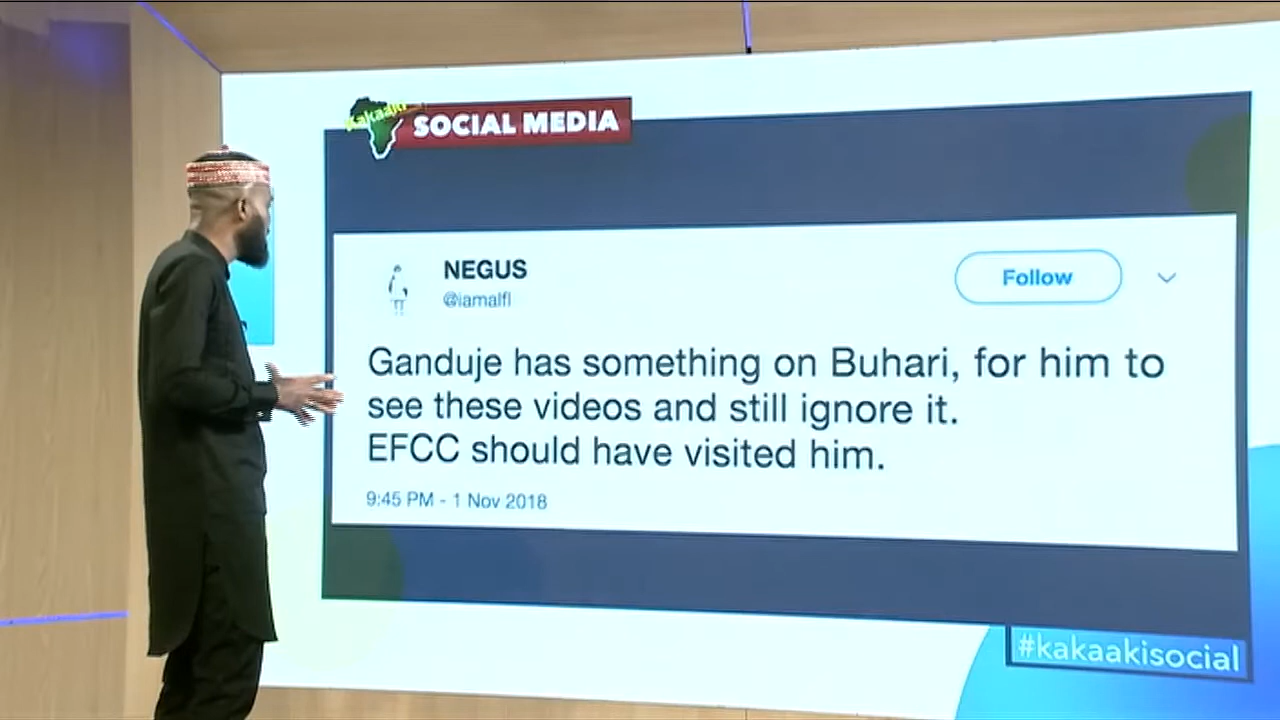 kakaaki
SOCIAL MEDIA
NEGUS
@iamalfl
Follow
Ganduje has something on Buhari, for him to
see these videos and still ignore it.
EFCC should have visited him.
9:45 PM - 1 Nov 2018
#kakaakisocial